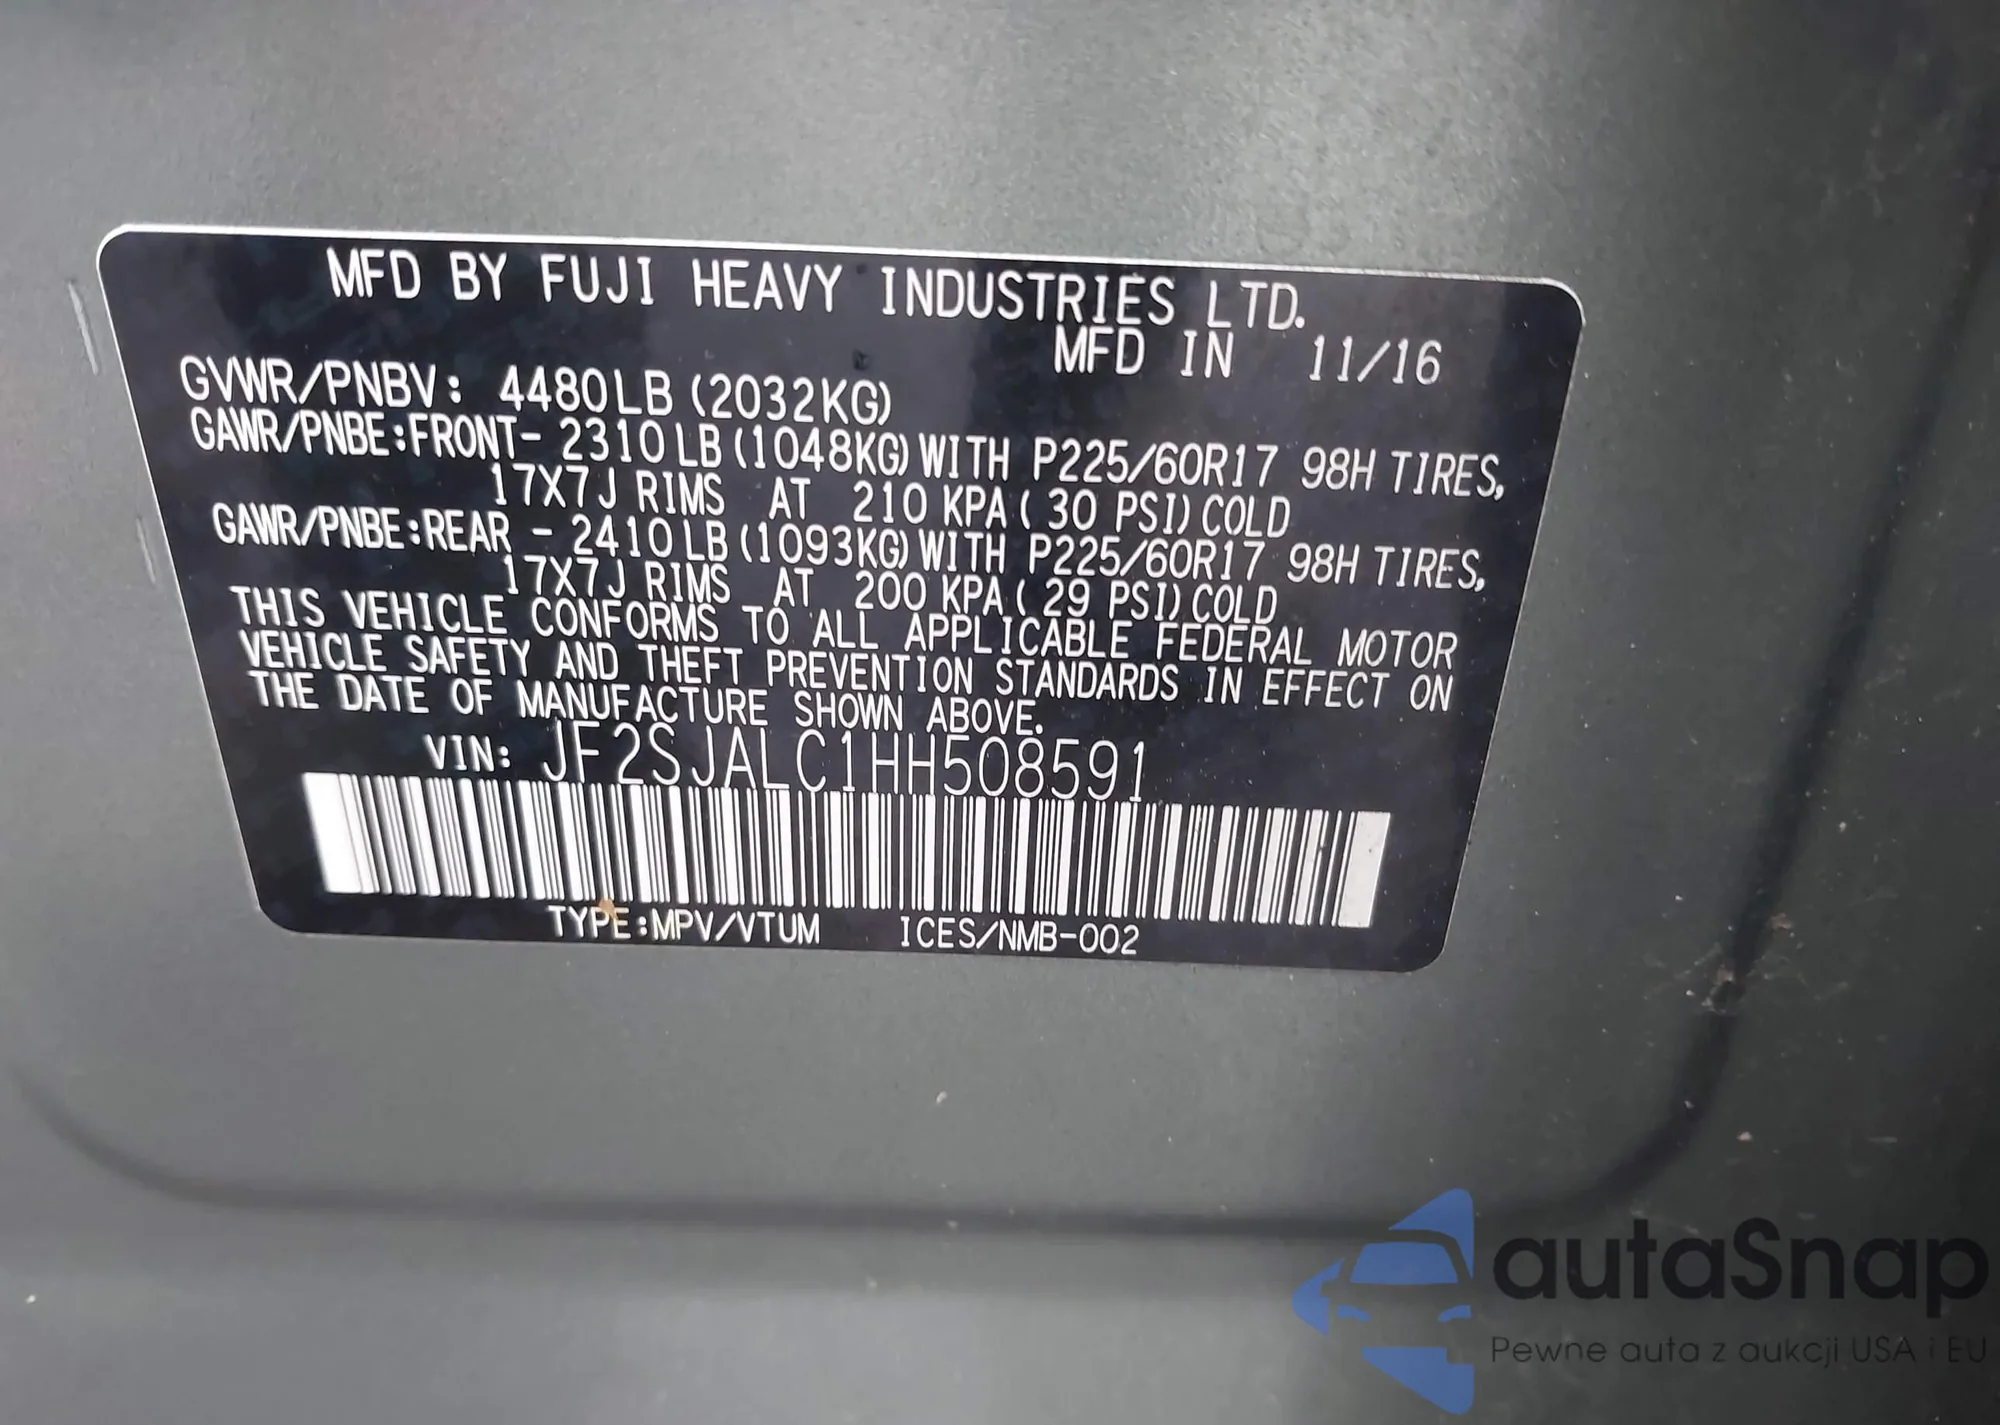 MFD BY FUJI HEAVY INDUSTRIES LTD.
MFD IN 11/16
GVWR/PNBV: 4480LB (2032KG)
GAWR/PNBE:FRONT- 2310LB (1048KG) WITH P225/60R17 98H TIRES,
17X7J RIMS AT 210 KPA ( 30 PSI) COLD
GAWR/PNBE:REAR - 2410LB (1093KG) WITH P225/60R17 98H TIRES,
17X7J RIMS AT 200 KPA ( 29 PSI) COLD
THIS VEHICLE CONFORMS TO ALL APPLICABLE FEDERAL MOTOR
VEHICLE SAFETY AND THEFT PREVENTION STANDARDS IN EFFECT ON
THE DATE OF MANUFACTURE SHOWN ABOVE.
VIN: JF2SJALC1HH508591
TYPE:MPV/VTUM ICES/NMB-002
autaSnap
Pewne auta z aukcji USA i EU